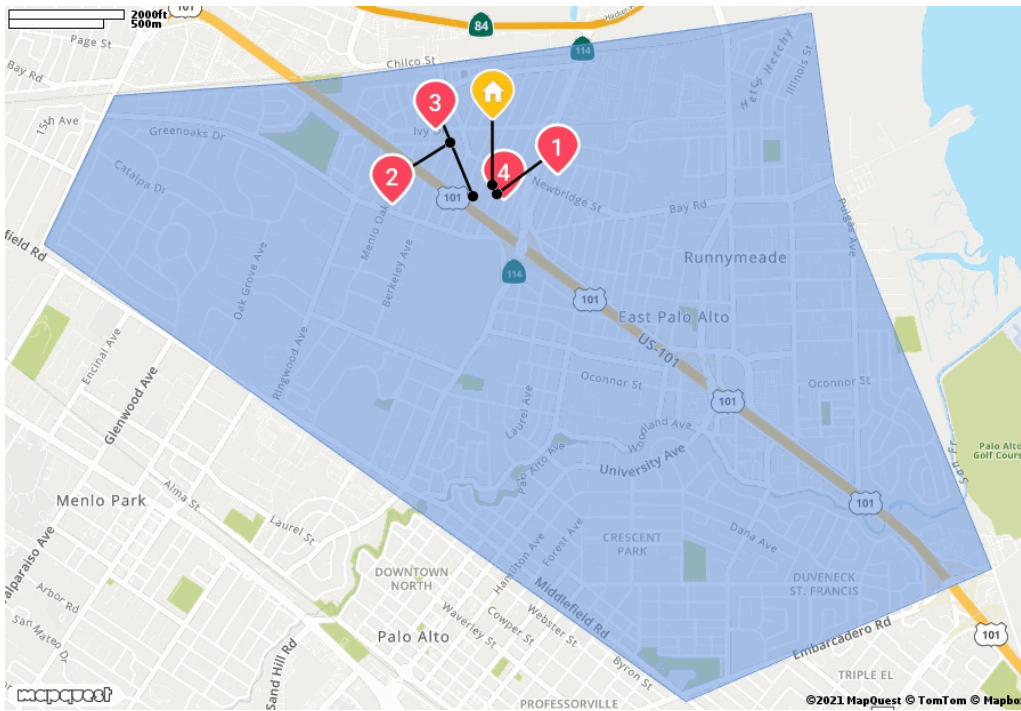 2000ft
500m
101
84
Page St
Bay Rd
Chilco St
114
Hetch Hetchy
Illinois St
15th Ave
3
Greenoaks Dr
Ivy D
1
4
2
Catalpa Dr
Newbridge St
101
Bay Rd
Menlo Oak
Pulgas Ave
field Rd
Berkeley Ave
Oak Grove Ave
114
Runnymeade
101
East Palo Alto
US-101
Encinal Ave
Ringwood Ave
Oconnor St
Oconnor St
Glenwood Ave
Laurel Ave
101
Woodland Ave
Palo Alto Ave
University Ave
Palo Alto
Golf Cours
San Fr
Menlo Park
Alma St
Laurel St
101
Dana Ave
Hamilton Ave
Forest Ave
CRESCENT
PARK
alparaiso Ave
DOWNTOWN
NORTH
Middlefield Rd
DUVENECK
ST. FRANCIS
Arbor Rd
San Mateo Dr
Waverley St
Cowper St
Webster St
Byron St
Embarcadero Rd
101
Palo Alto
Sand Hill Rd
TRIPLE EL
mapquest
PROFESSORVILLE
©2021 MapQuest © TomTom © Mapbo